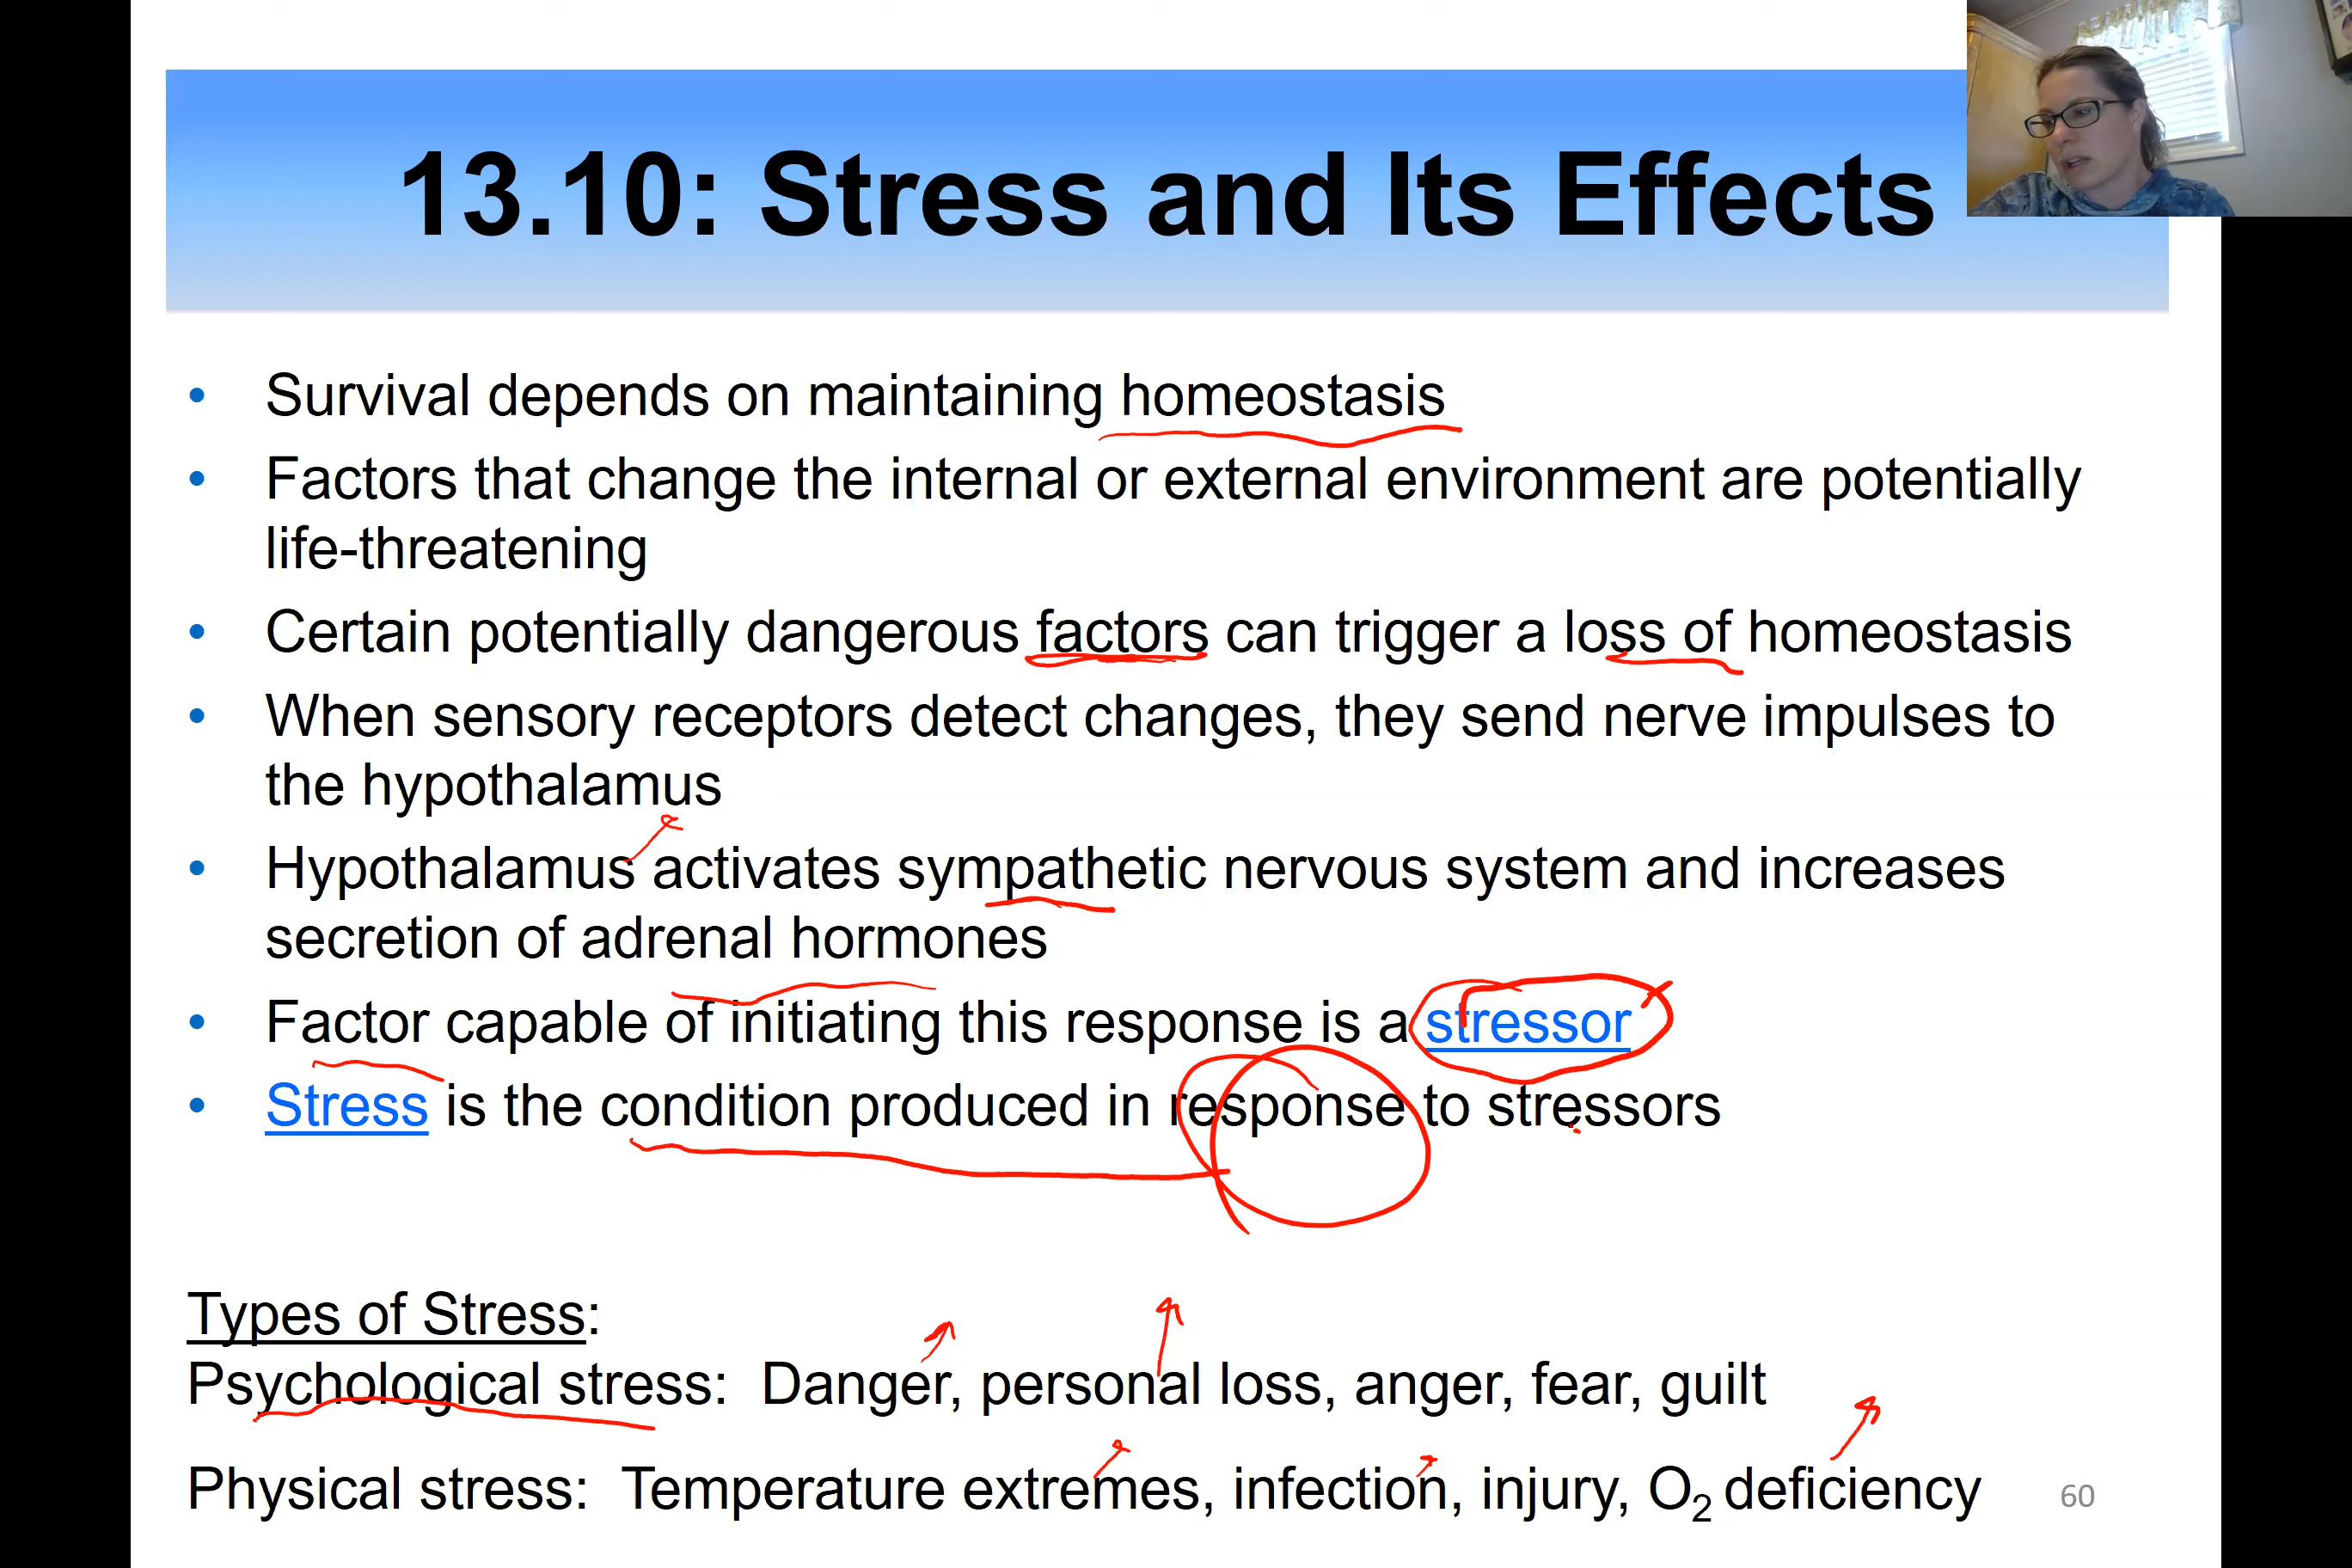 13.10: Stress and Its Effects
• Survival depends on maintaining homeostasis
• Factors that change the internal or external environment are potentially
life-threatening
• Certain potentially dangerous factors can trigger a loss of homeostasis
• When sensory receptors detect changes, they send nerve impulses to
the hypothalamus
• Hypothalamus activates sympathetic nervous system and increases
secretion of adrenal hormones
• Factor capable of initiating this response is a stressor
• Stress is the condition produced in response to stressors
Types of Stress:
Psychological stress: Danger, personal loss, anger, fear, guilt
Physical stress: Temperature extremes, infection, injury, O₂ deficiency
60